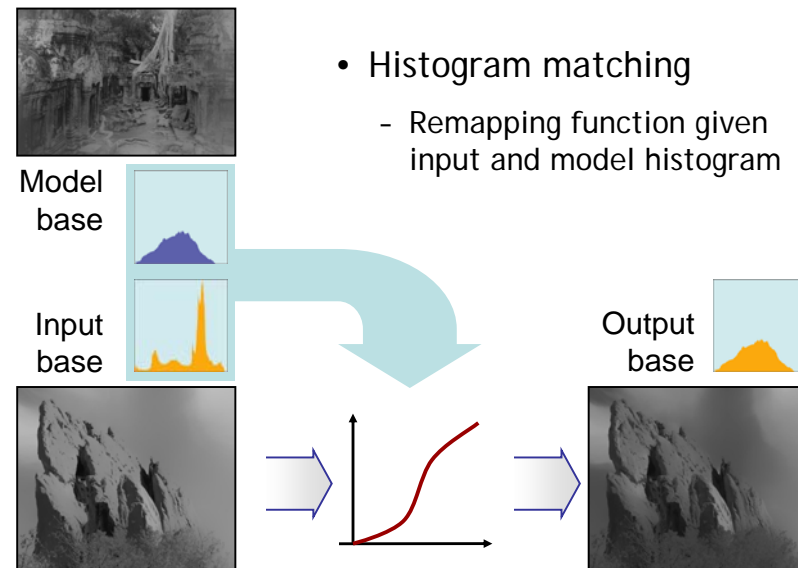 • Histogram matching
– Remapping function given
input and model histogram
Model
base
Input
base
Output
base